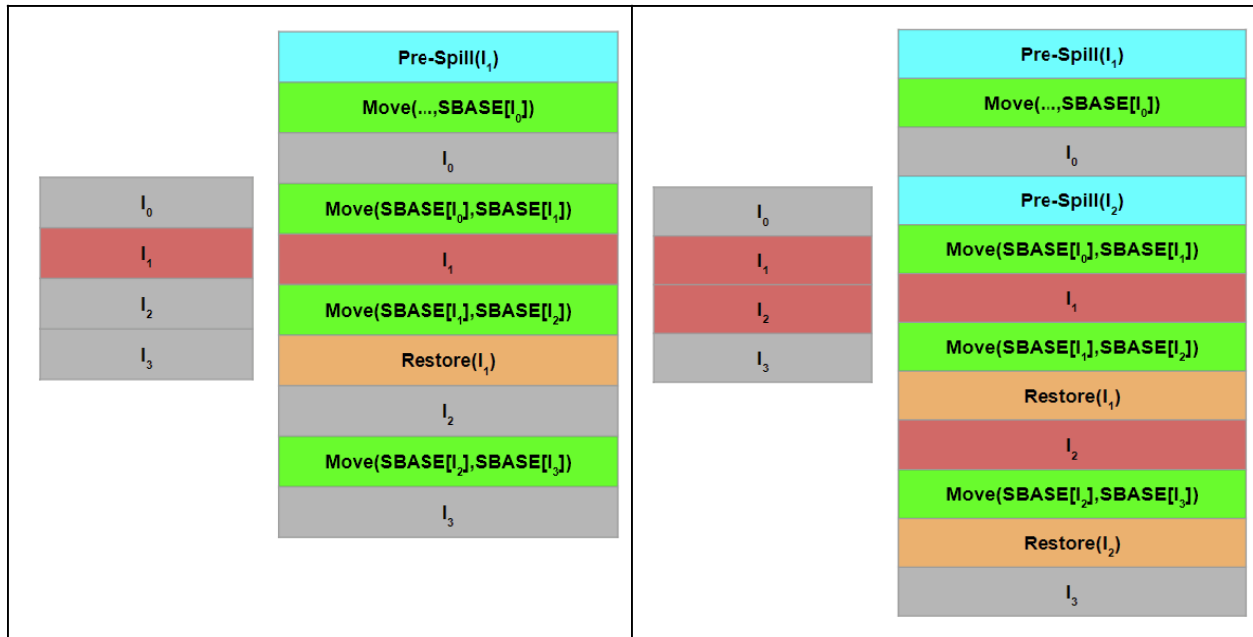 I₀
I₁
I₂
I₃
Pre-Spill(I₁)
Move(...,SBASE[I₀])
I₀
Move(SBASE[I₀],SBASE[I₁])
I₁
Move(SBASE[I₁],SBASE[I₂])
Restore(I₁)
I₂
Move(SBASE[I₂],SBASE[I₃])
I₃
I₀
I₁
I₂
I₃
Pre-Spill(I₁)
Move(...,SBASE[I₀])
I₀
Pre-Spill(I₂)
Move(SBASE[I₀],SBASE[I₁])
I₁
Move(SBASE[I₁],SBASE[I₂])
Restore(I₁)
I₂
Move(SBASE[I₂],SBASE[I₃])
Restore(I₂)
I₃